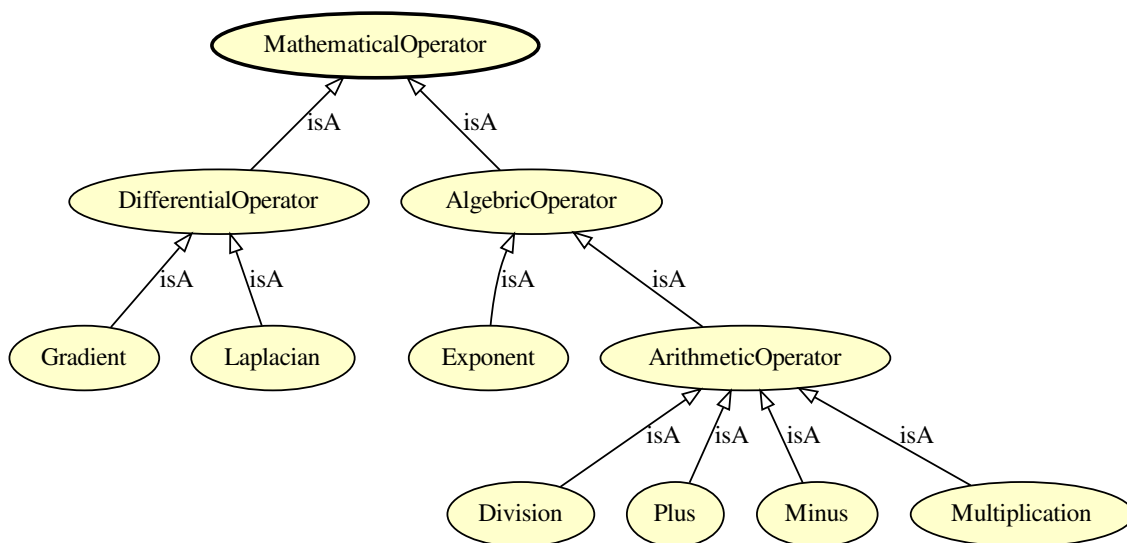 MathematicalOperator
isA
isA
DifferentialOperator
AlgebricOperator
isA
isA
isA
isA
Gradient
Laplacian
Exponent
ArithmeticOperator
isA
isA
isA
isA
Division
Plus
Minus
Multiplication